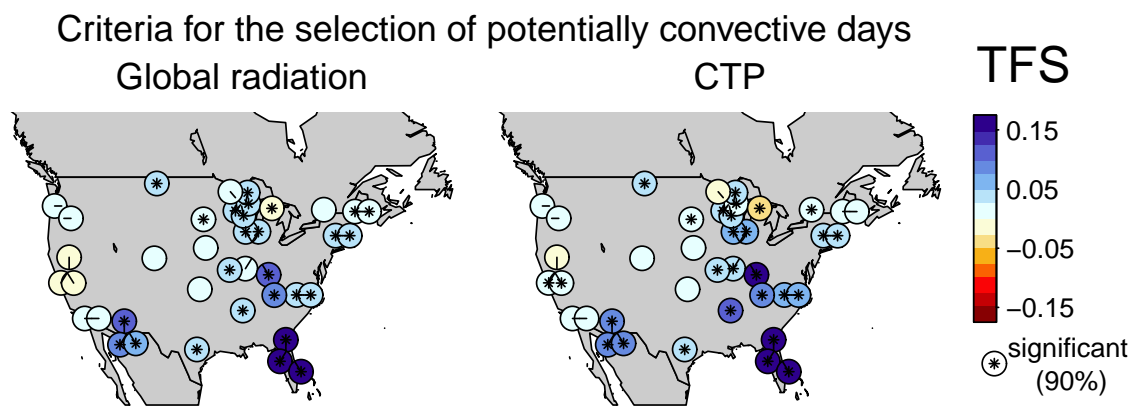 Criteria for the selection of potentially convective days
Global radiation
CTP
TFS
0.15
0.05
−0.05
−0.15
significant
(90%)